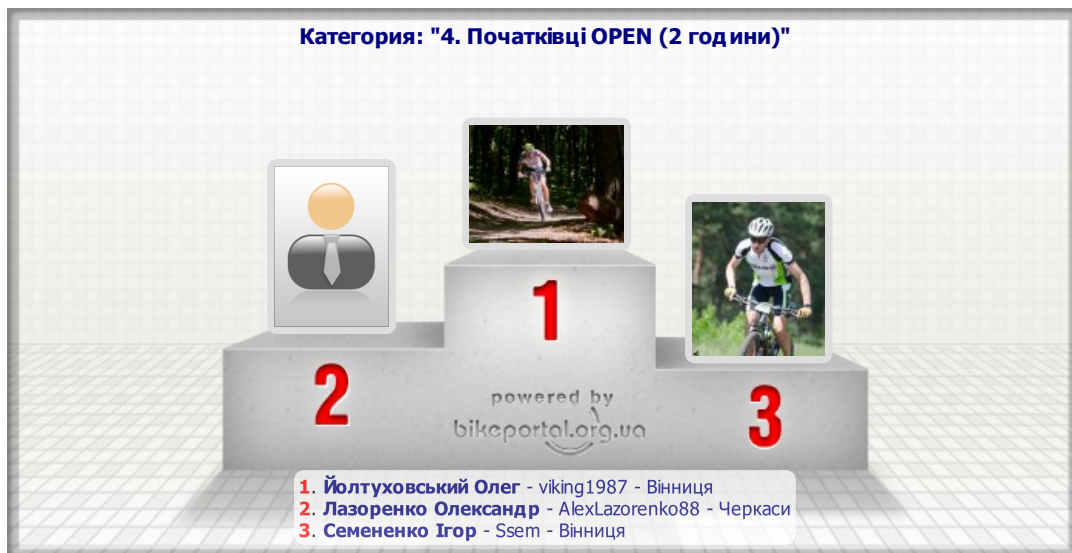 Категория: "4. Початківці OPEN (2 години)"
1
2
3
powered by
bikeportal.org.ua
1. Йолтуховський Олег - viking1987 - Вінниця
2. Лазоренко Олександр - AlexLazorenko88 - Черкаси
3. Семененко Ігор - Ssem - Вінниця